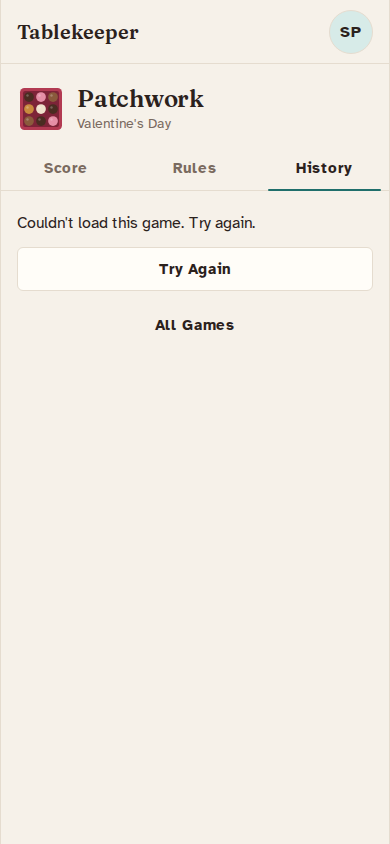 Tablekeeper
SP
Patchwork
Valentine's Day
Score
Rules
History
Couldn't load this game. Try again.
Try Again
All Games